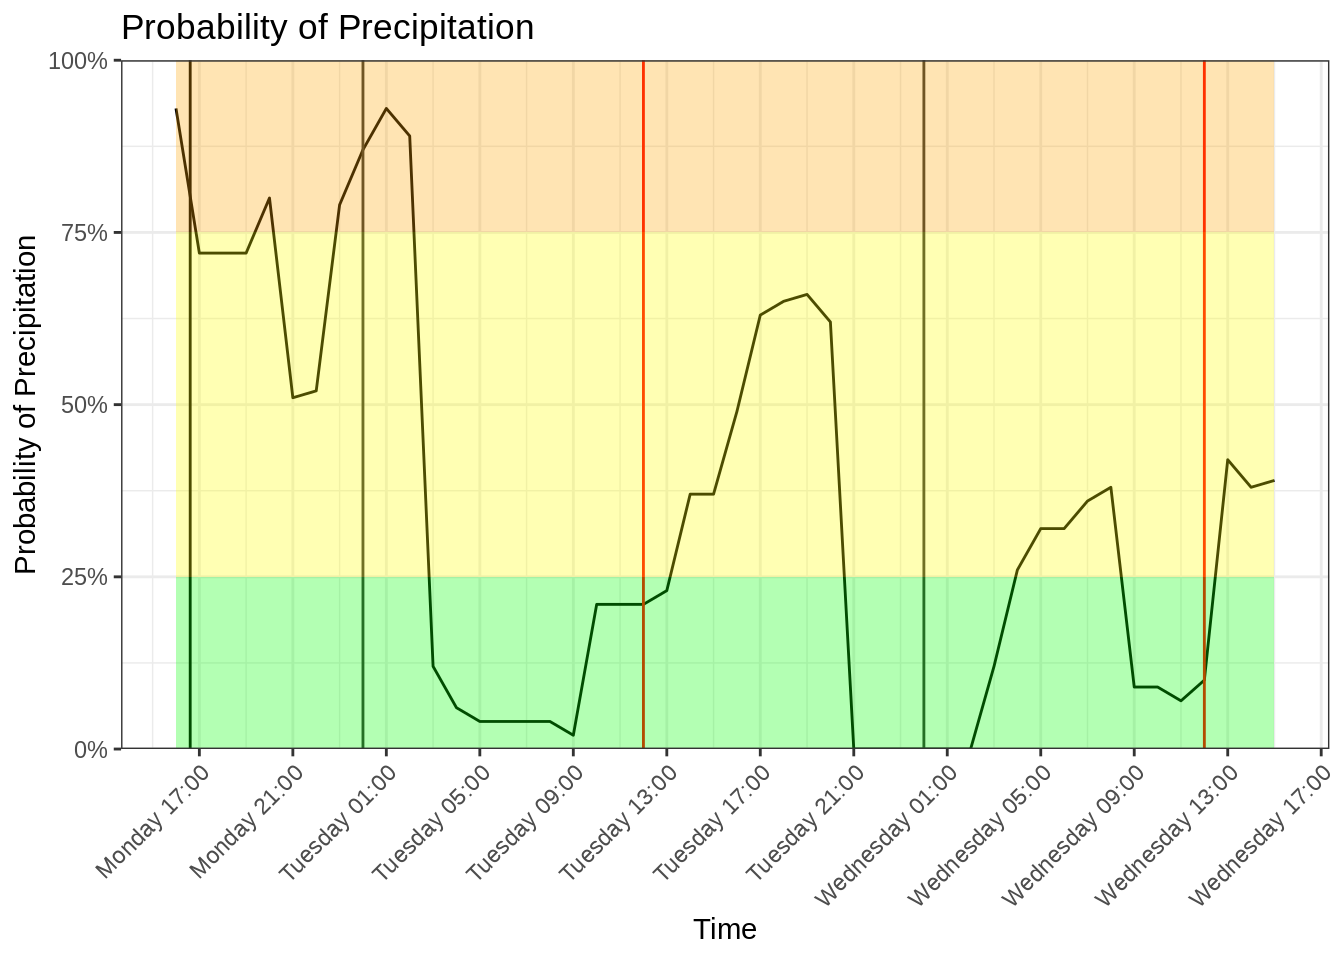 Probability of Precipitation
Probability of Precipitation
100%
75%
50%
25%
0%
Monday 17:00
Monday 21:00
Tuesday 01:00
Tuesday 05:00
Tuesday 09:00
Tuesday 13:00
Tuesday 17:00
Tuesday 21:00
Wednesday 01:00
Wednesday 05:00
Wednesday 09:00
Wednesday 13:00
Wednesday 17:00
Time